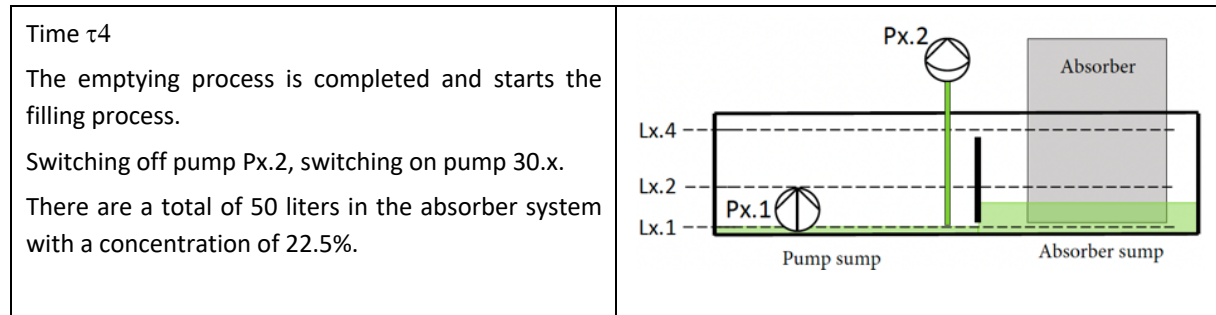 Time τ4
The emptying process is completed and starts the
filling process.
Switching off pump Px.2, switching on pump 30.x.
There are a total of 50 liters in the absorber system
with a concentration of 22.5%.
Px.2
Absorber
Lx.4
Lx.2
Px.1
Lx.1
Pump sump
Absorber sump